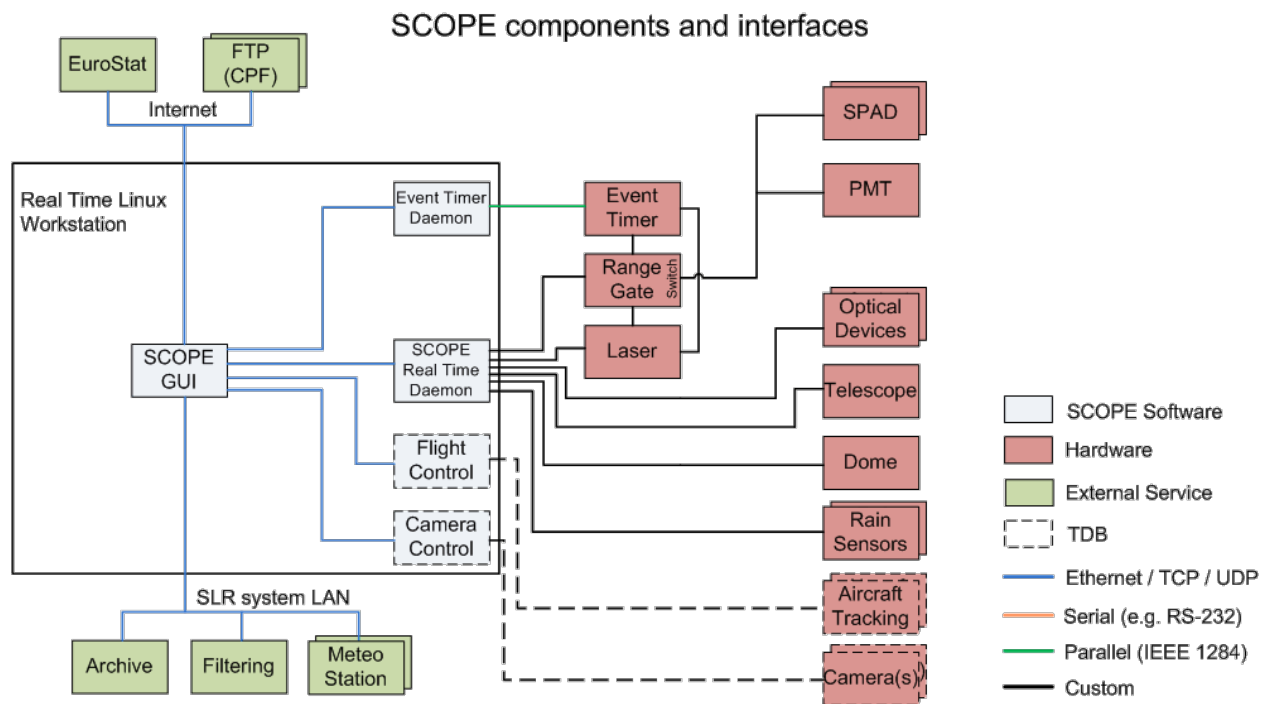 SCOPE components and interfaces
EuroStat
FTP
(CPF)
Internet
Real Time Linux
Workstation
Event Timer
Daemon
Event
Timer
Range
Gate
Switch
Laser
SPAD
PMT
Optical
Devices
Telescope
Dome
Rain
Sensors
Aircraft
Tracking
Camera(s)
)
SCOPE
GUI
SCOPE
Real Time
Daemon
Flight
Control
Camera
Control
SLR system LAN
Archive
Filtering
Meteo
Station
SCOPE Software
Hardware
External Service
TDB
Ethernet / TCP / UDP
Serial (e.g. RS-232)
Parallel (IEEE 1284)
Custom